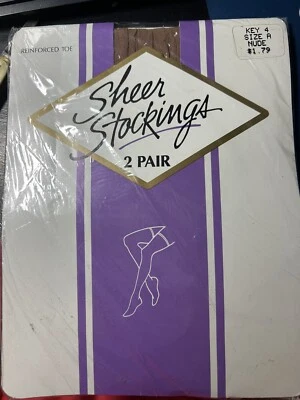 REINFORCED TOE
KEY 4
SIZE A
NUDE
$1.79
Sheer
Stockings
2 PAIR